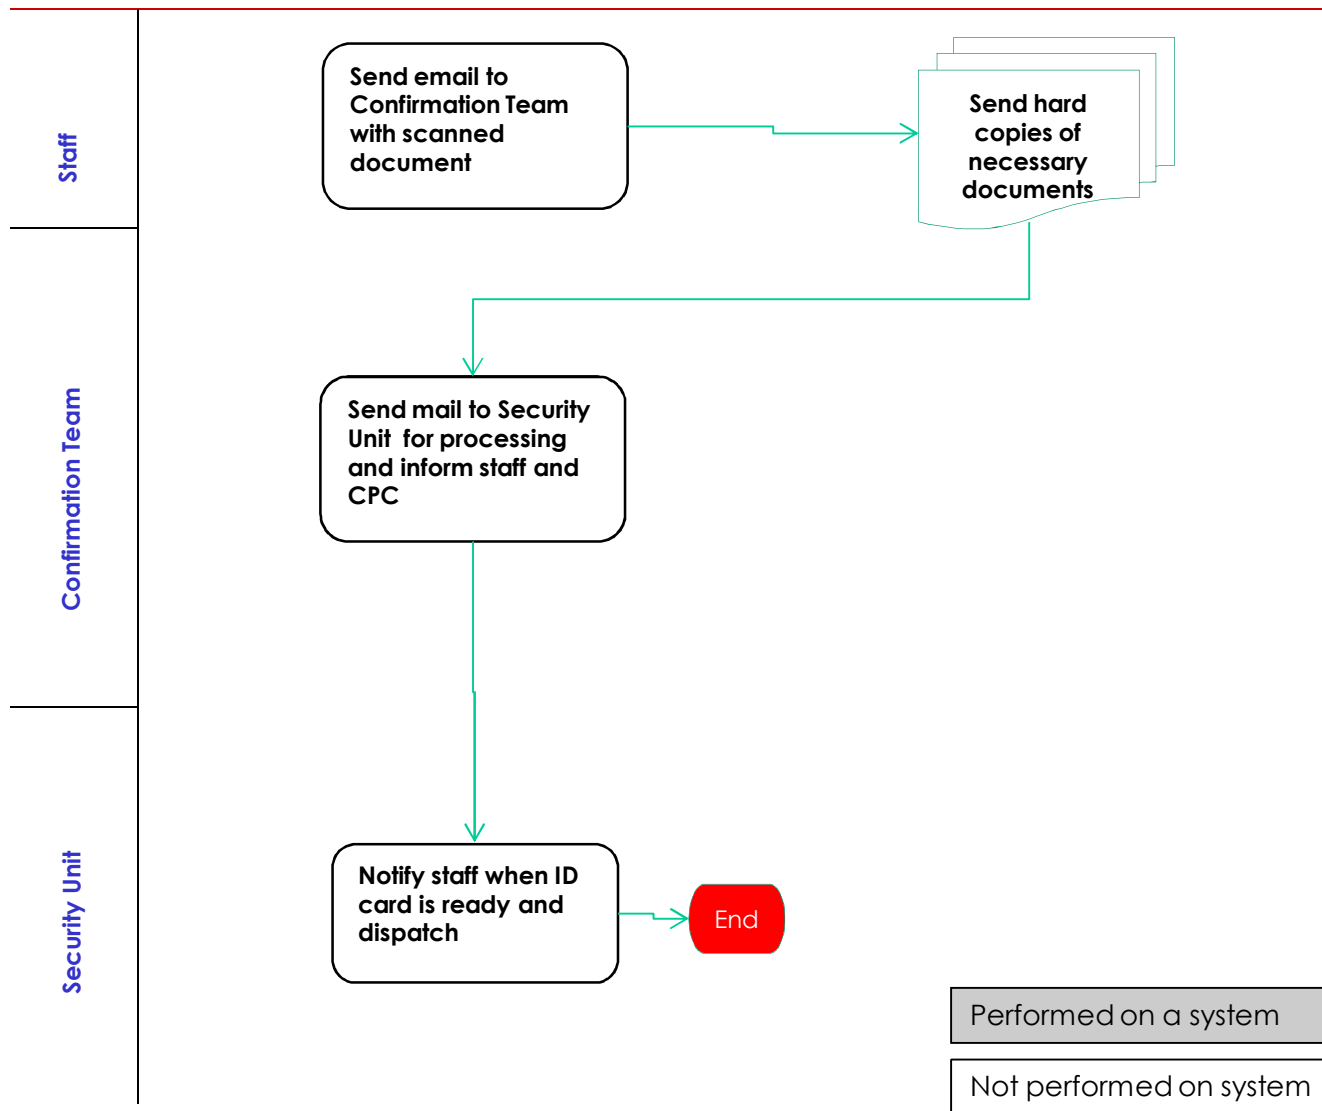 Staff
Send email to
Confirmation Team
with scanned
document
Send hard
copies of
necessary
documents
Confirmation Team
Send mail to Security
Unit for processing
and inform staff and
CPC
Security Unit
Notify staff when ID
card is ready and
dispatch
End
Performed on a system
Not performed on system